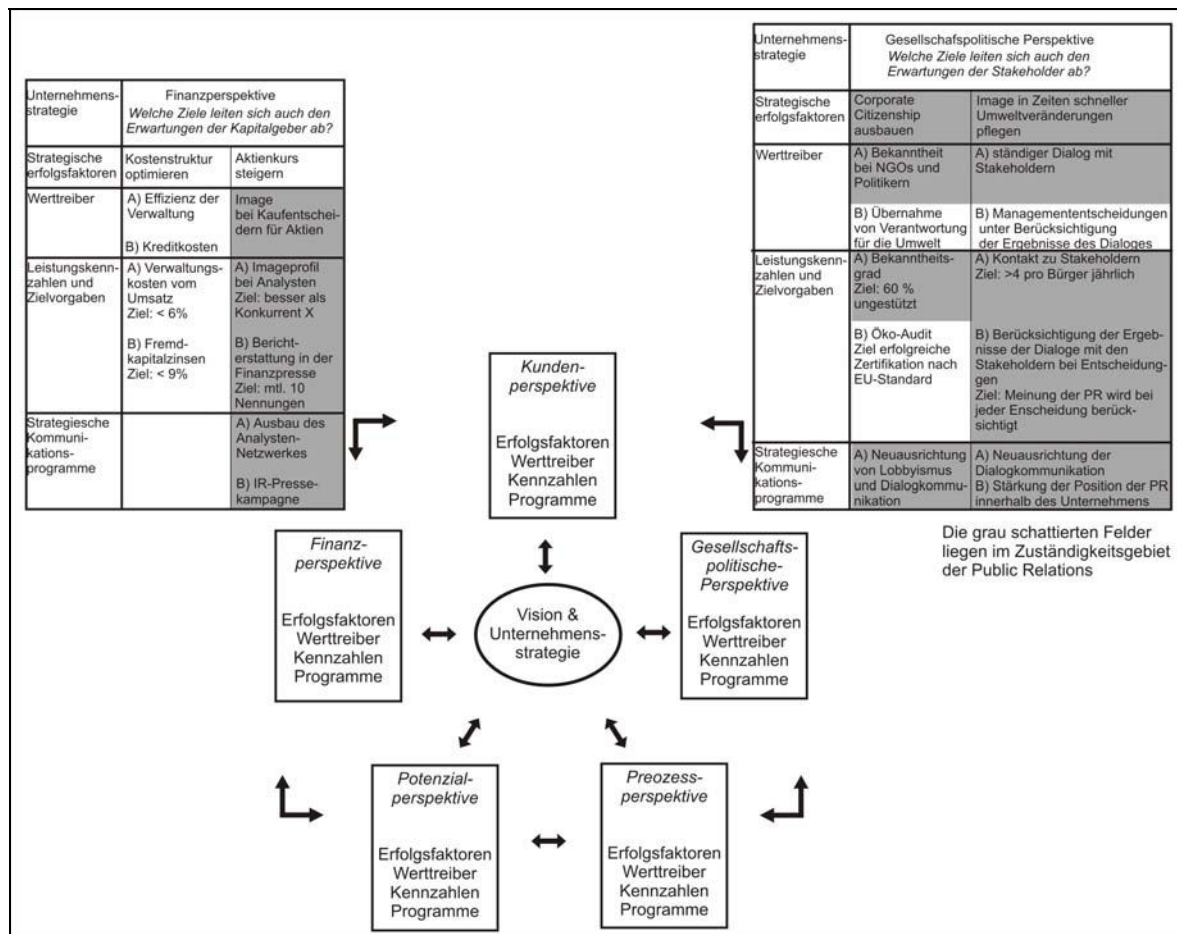 Unternehmens-
strategie
Finanzperspektive
Welche Ziele leiten sich auch den
Erwartungen der Kapitalgeber ab?
Strategische
erfolgsfaktoren
Kostenstruktur
optimieren
Aktienkurs
steigern
Werttreiber
A) Effizienz der
Verwaltung
B) Kreditkosten
Image
bei Kaufentschei-
dern für Aktien
Leistungskenn-
zahlen und
Zielvorgaben
A) Verwaltungs-
kosten vom
Umsatz
Ziel: < 6%
B) Fremd-
kapitalzinsen
Ziel: < 9%
A) Imageprofil
bei Analysten
Ziel: besser als
Konkurrent X
B) Bericht-
erstattung in der
Finanzpresse
Ziel: mtl. 10
Nennungen
Strategiesche
Kommuni-
kations-
programme
A) Ausbau des
Analysten-
Netzwerkes
B) IR-Presse-
kampagne
Unternehmens-
strategie
Gesellschafspolitische Perspektive
Welche Ziele leiten sich auch den
Erwartungen der Stakeholder ab?
Strategische
erfolgsfaktoren
Corporate
Citizenship
ausbauen
Image in Zeiten schneller
Umweltveränderungen
pflegen
Werttreiber
A) Bekanntheit
bei NGOs und
Politikern
B) Übernahme
von Verantwortung
für die Umwelt
A) ständiger Dialog mit
Stakeholdern
B) Managemententscheidungen
unter Berücksichtigung
der Ergebnisse des Dialoges
Leistungskenn-
zahlen und
Zielvorgaben
A) Bekanntheits-
grad
Ziel: 60 %
ungestützt
B) Öko-Audit
Ziel erfolgreiche
Zertifikation nach
EU-Standard
A) Kontakt zu Stakeholdern
Ziel: >4 pro Bürger jährlich
B) Berücksichtigung der Ergeb-
nisse der Dialoge mit den
Stakeholdern bei Entscheidung-
gen
Ziel: Meinung der PR wird bei
jeder Enscheidung berück-
sichtigt
Strategiesche
Kommuni-
kations-
programme
A) Neuausrichtung
von Lobbyismus
und Dialogkommu-
nikation
A) Neuausrichtung der
Dialogkommunikation
B) Stärkung der Position der PR
innerhalb des Unternehmens
Die grau schattierten Felder
liegen im Zuständigkeitsgebiet
der Public Relations
Kunden-
perspektive
Erfolgsfaktoren
Werttreiber
Kennzahlen
Programme
Finanz-
perspektive
Erfolgsfaktoren
Werttreiber
Kennzahlen
Programme
Vision &
Unternehmens-
strategie
Gesellschafts-
politische-
Perspektive
Erfolgsfaktoren
Werttreiber
Kennzahlen
Programme
Potenzial-
perspektive
Erfolgsfaktoren
Werttreiber
Kennzahlen
Programme
Preozess-
perspektive
Erfolgsfaktoren
Werttreiber
Kennzahlen
Programme